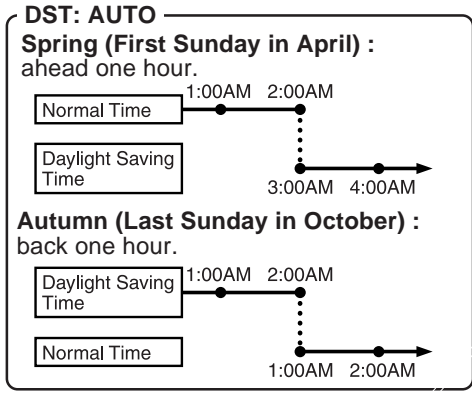 DST: AUTO
Spring (First Sunday in April) :
ahead one hour.
1:00AM 2:00AM
Normal Time
Daylight Saving
Time
3:00AM 4:00AM
Autumn (Last Sunday in October) :
back one hour.
Daylight Saving
Time
1:00AM 2:00AM
Normal Time
1:00AM 2:00AM